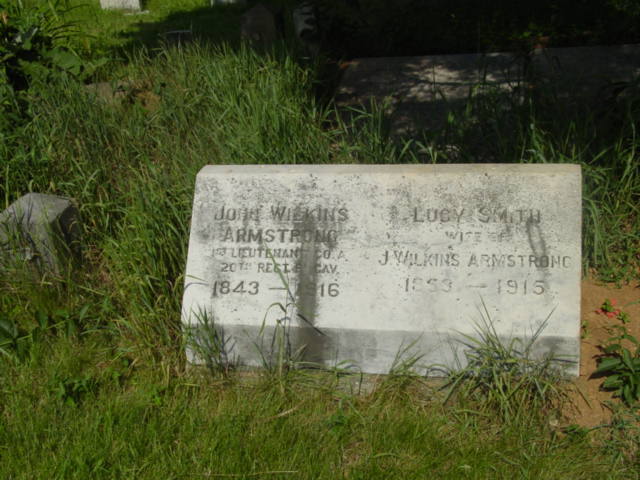 John Wilkins
Armstrong
1st Lieutenant Co. A
20th Regt. Cav.
1843 – 1916
Lucy Smith
Wife of
J. Wilkins Armstrong
– 1915